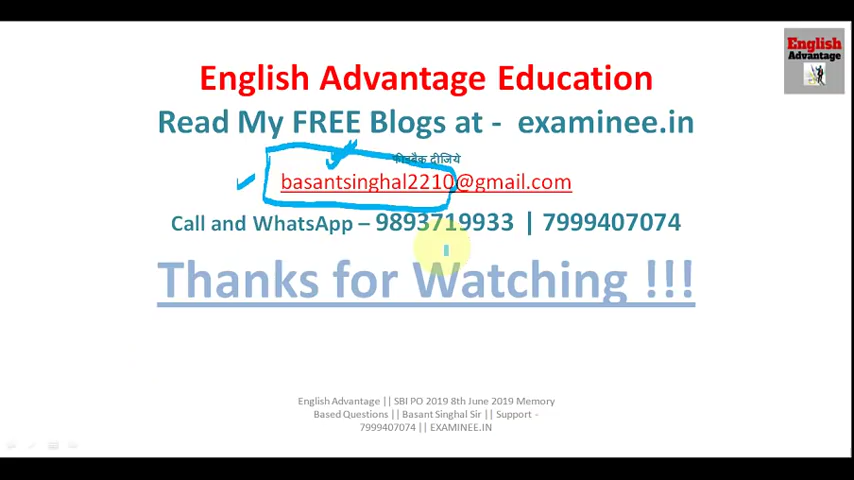 English
Advantage
English Advantage Education
Read My FREE Blogs at - examinee.in
फीडबैक दीजिये
basantsinghal2210@gmail.com
Call and WhatsApp – 9893719933 | 7999407074
Thanks for Watching !!!
English Advantage || SBI PO 2019 8th June 2019 Memory
Based Questions || Basant Singhal Sir || Support -
7999407074 || EXAMINEE.IN